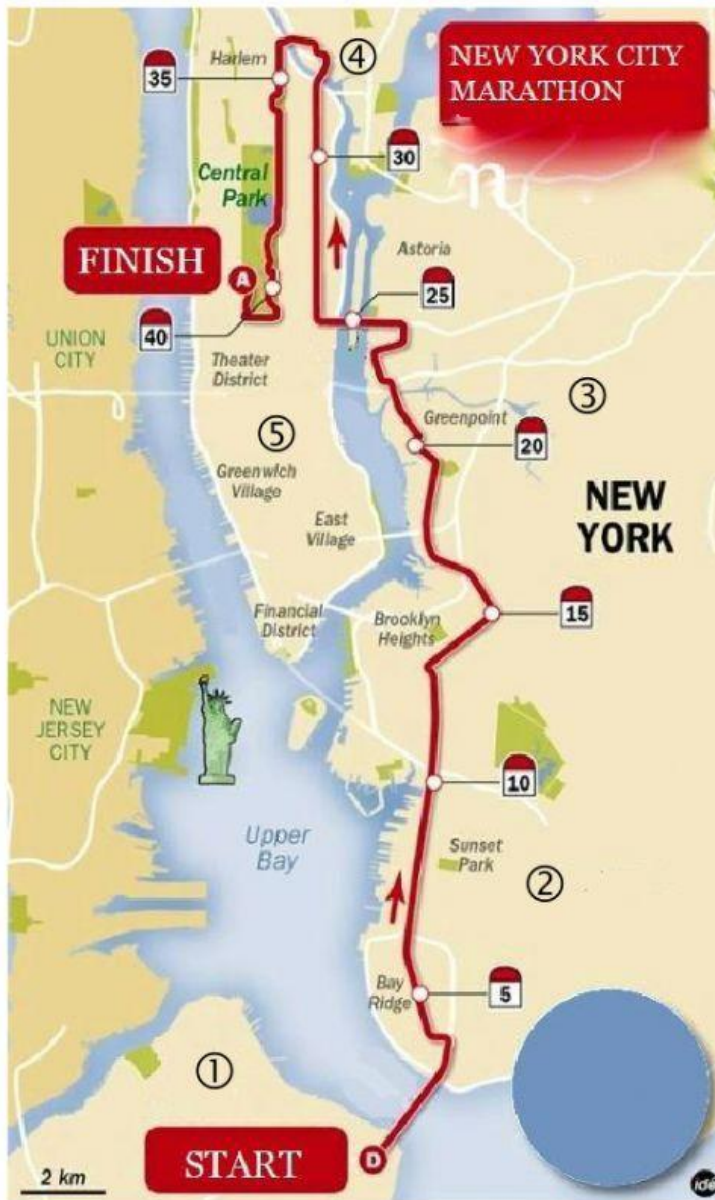 NEW YORK CITY
MARATHON
Harlem
④
35
30
Central
Park
n
Astoria
FINISH
A
25
UNION
CITY
40
Theater
District
③
Greenpoint
⑤
20
Greenwich
Village
NEW
YORK
East
Village
Financial
District
Brooklyn
Heights
15
NEW
JERSEY
CITY
10
Upper
Bay
Sunset
Park
②
Bay
Ridge
5
①
START
D
2 km
idé